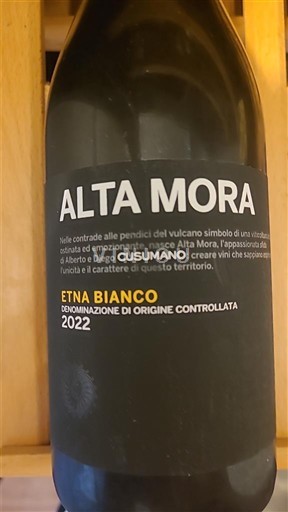 ALTA MORA
Nelle contrade alle pendici del vulcano simbolo di una viticoltura
ostinata ed emozionante, nasce Alta Mora, l'appassionata sfida
di Alberto e Diego CUSUMANO creare vini che sappiano
l'unicità e il carattere di questo territorio.
ETNA BIANCO
DENOMINAZIONE DI ORIGINE CONTROLLATA
2022